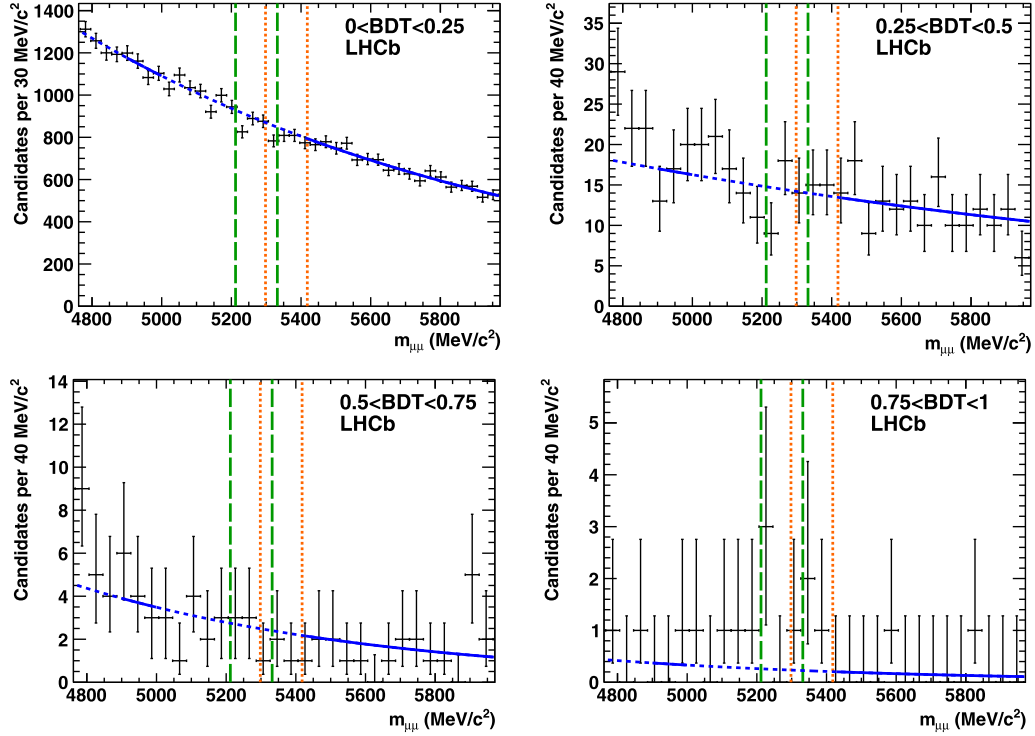 0<BDT<0.25
LHCb
Candidates per 30 MeV/c²
1400
1200
1000
800
600
400
200
0
4800 5000 5200 5400 5600 5800
mμμ (MeV/c²)
0.25<BDT<0.5
LHCb
Candidates per 40 MeV/c²
35
30
25
20
15
10
5
0
4800 5000 5200 5400 5600 5800
mμμ (MeV/c²)
0.5<BDT<0.75
LHCb
Candidates per 40 MeV/c²
14
12
10
8
6
4
2
0
4800 5000 5200 5400 5600 5800
mμμ (MeV/c²)
0.75<BDT<1
LHCb
Candidates per 40 MeV/c²
5
4
3
2
1
0
4800 5000 5200 5400 5600 5800
mμμ (MeV/c²)